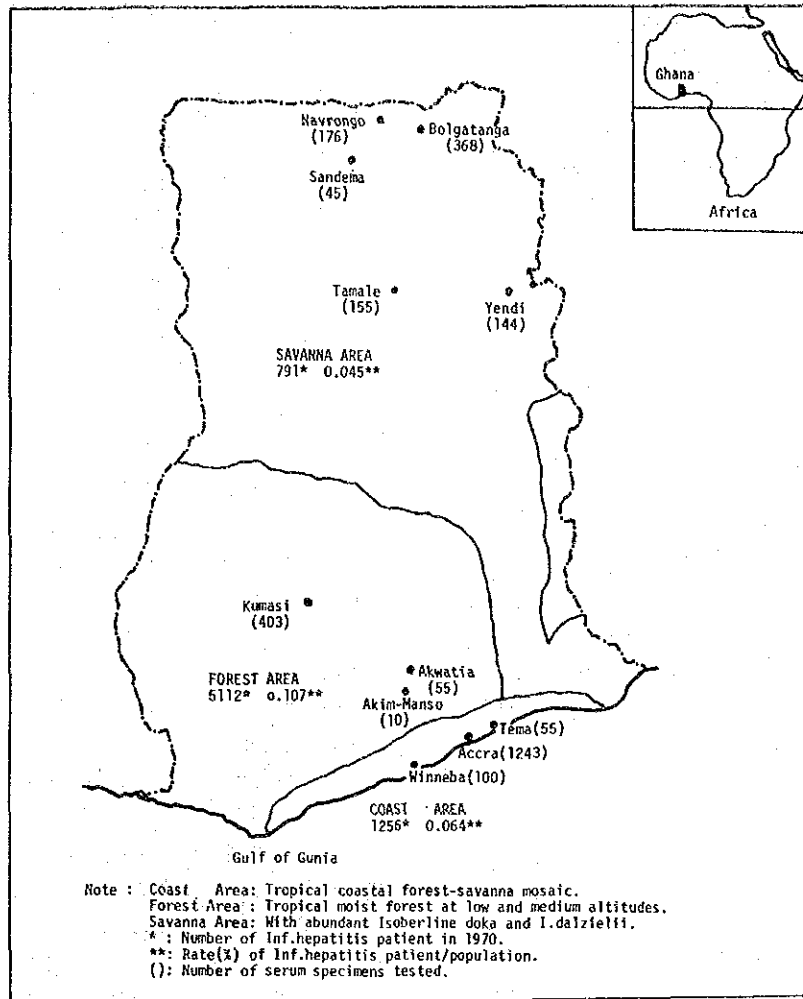 Ghana
Africa
Navrongo
(176)
Bolgatanga
(368)
Sandema
(45)
Tamale
(155)
Yendi
(144)
SAVANNA AREA
791* 0.045**
Kumasi
(403)
FOREST AREA
5112* 0.107**
Akwatia
(55)
Akim-Manso
(10)
Tema(55)
Accra(1243)
Winneba(100)
COAST AREA
1256* 0.064**
Gulf of Gunia
Note : Coast Area: Tropical coastal forest-savanna mosaic.
Forest Area : Tropical moist forest at low and medium altitudes.
Savanna Area: With abundant Isoberline doka and I.dalzielii.
* : Number of Inf.hepatitis patient in 1970.
**: Rate(%) of Inf.hepatitis patient/population.
(): Number of serum specimens tested.